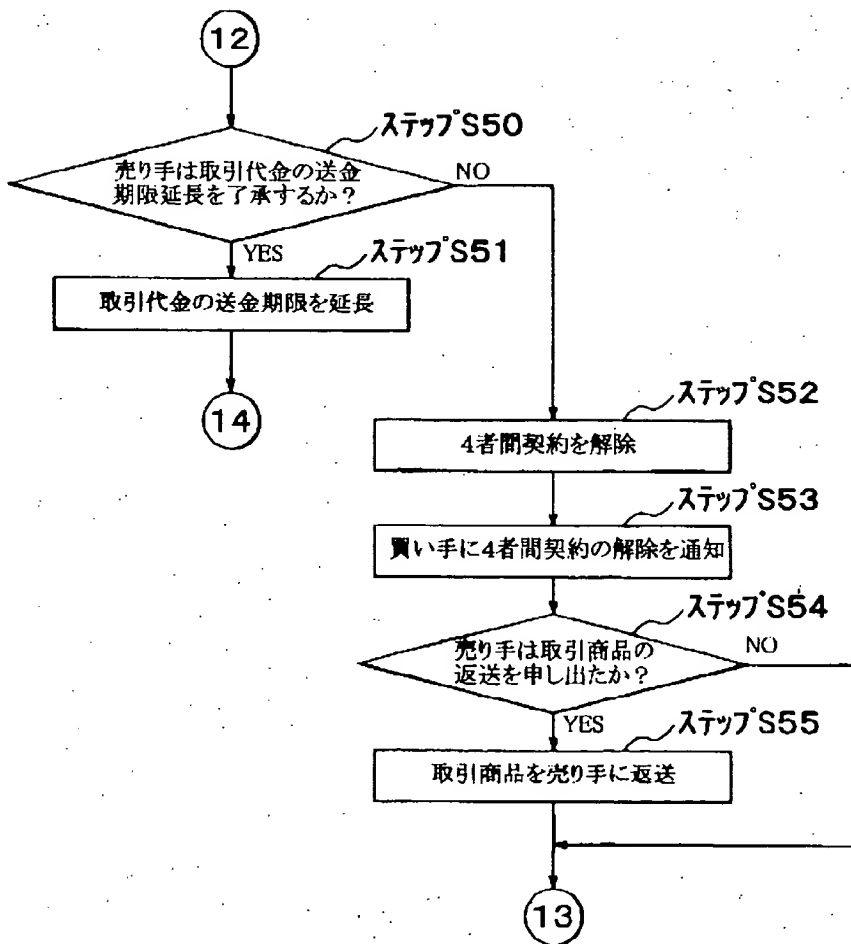 12
ステップS50
売り手は取引代金の送金
期限延長を了承するか？
NO
YES
ステップS51
取引代金の送金期限を延長
14
ステップS52
4者間契約を解除
ステップS53
買い手に4者間契約の解除を通知
ステップS54
売り手は取引商品の
返送を申し出たか？
NO
YES
ステップS55
取引商品を売り手に返送
13